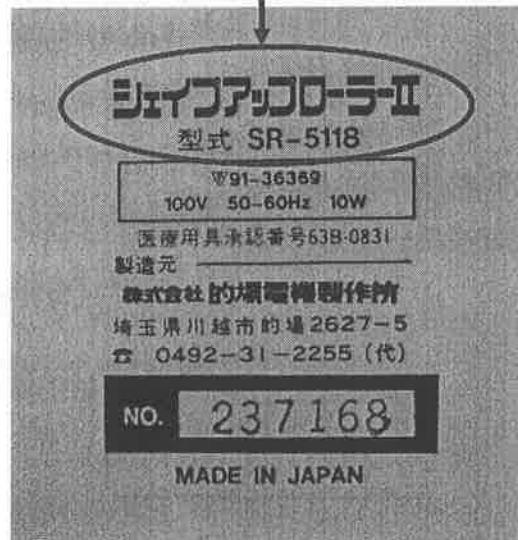 シェイプアップローラーⅡ
型式 SR-5118
91-36369
100V 50-60Hz 10W
医療用具承認番号63B-0831
製造元
株式会社 的場電機製作所
埼玉県川越市的場2627-5
☎ 0492-31-2255 (代)
NO. 237168
MADE IN JAPAN